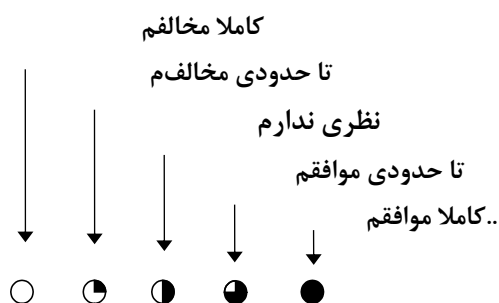 کاملا مخالفم
تا حدودی مخالفم
نظری ندارم
تا حدودی موافقم
کاملا موافقم..